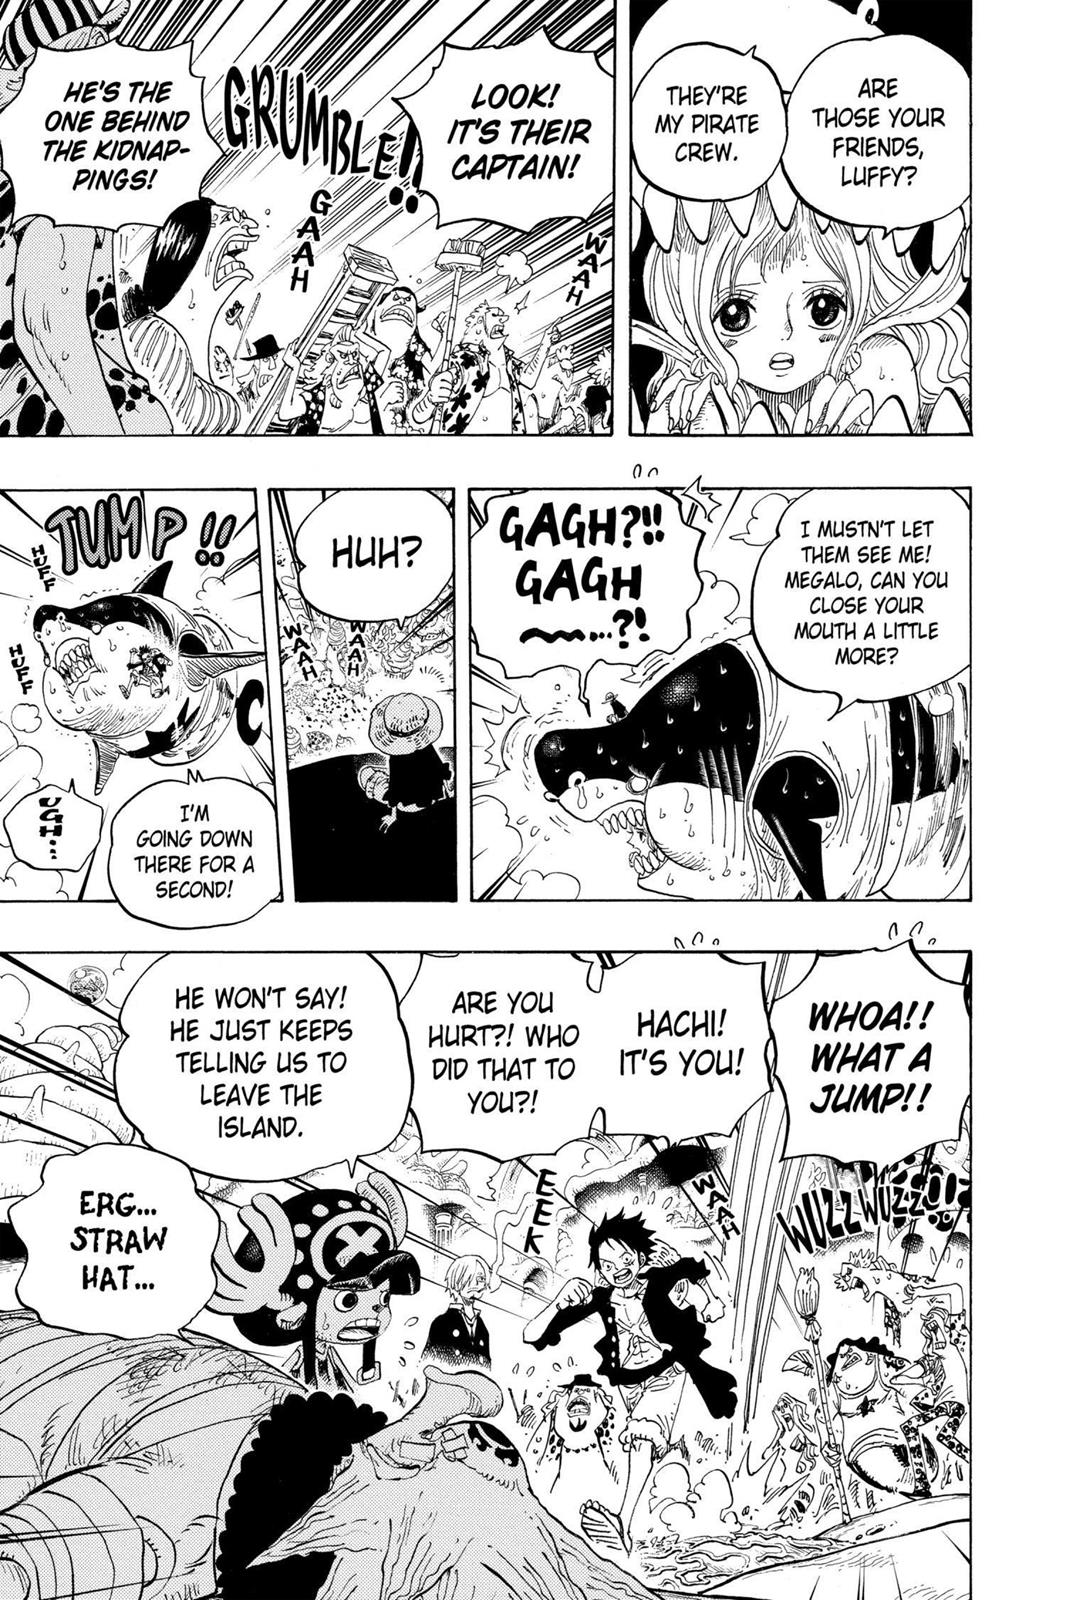 ARE
THOSE YOUR
FRIENDS,
LUFFY?
THEY'RE
MY PIRATE
CREW.
LOOK!
IT'S THEIR
CAPTAIN!
WAAH
GRUMBLE!!
GAAH
HE'S THE
ONE BEHIND
THE KIDNAP-
PINGS!
I MUSTN'T LET
THEM SEE ME!
MEGALO, CAN YOU
CLOSE YOUR
MOUTH A LITTLE
MORE?
GAGH?!!
GAGH
...?!
HUH?
WAAH
WAAH
TUMP!!
HUFF
HUFF
I'M
GOING DOWN
THERE FOR A
SECOND!
UGH...
WHOA!!
WHAT A
JUMP!!
HACHI!
IT'S YOU!
ARE YOU
HURT?! WHO
DID THAT TO
YOU?!
HE WON'T SAY!
HE JUST KEEPS
TELLING US TO
LEAVE THE
ISLAND.
WUZZWUZZ!!
WAAH
EEK
ERG...
STRAW
HAT...